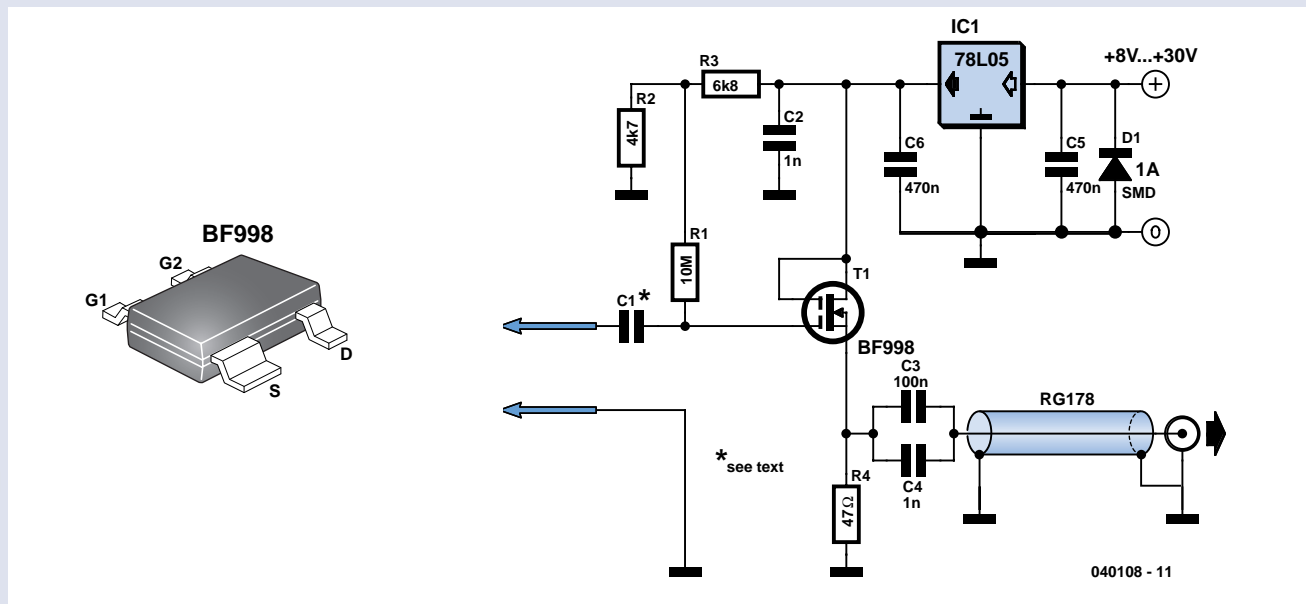 IC1
78L05
+8V...+30V
+
R3
6k8
R2
4k7
C2
1n
C6
470n
C5
470n
D1
1A
SMD
0
BF998
G2
G1
D
S
R1
10M
C1*
T1
BF998
C3
100n
C4
1n
RG178
*see text
R4
47Ω
040108 - 11